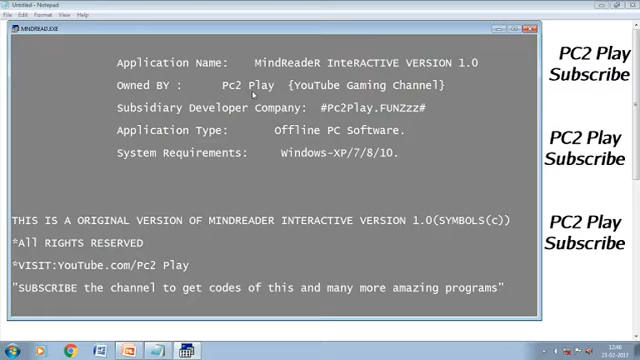 Untitled - Notepad
File Edit Format View Help
MINDREAD.EXE
Application Name: MindReadeR InteRACTIVE VERSION 1.0
Owned BY : Pc2 Play {YouTube Gaming Channel}
Subsidiary Developer Company: #Pc2Play.FUNZzz#
Application Type: Offline PC Software.
System Requirements: Windows-XP/7/8/10.
THIS IS A ORIGINAL VERSION OF MINDREADER INTERACTIVE VERSION 1.0(SYMBOLS(c))
*All RIGHTS RESERVED
*VISIT:YouTube.com/Pc2 Play
"SUBSCRIBE the channel to get codes of this and many more amazing programs"
PC2 Play
Subscribe
PC2 Play
Subscribe
PC2 Play
Subscribe
12:46
23-02-2017